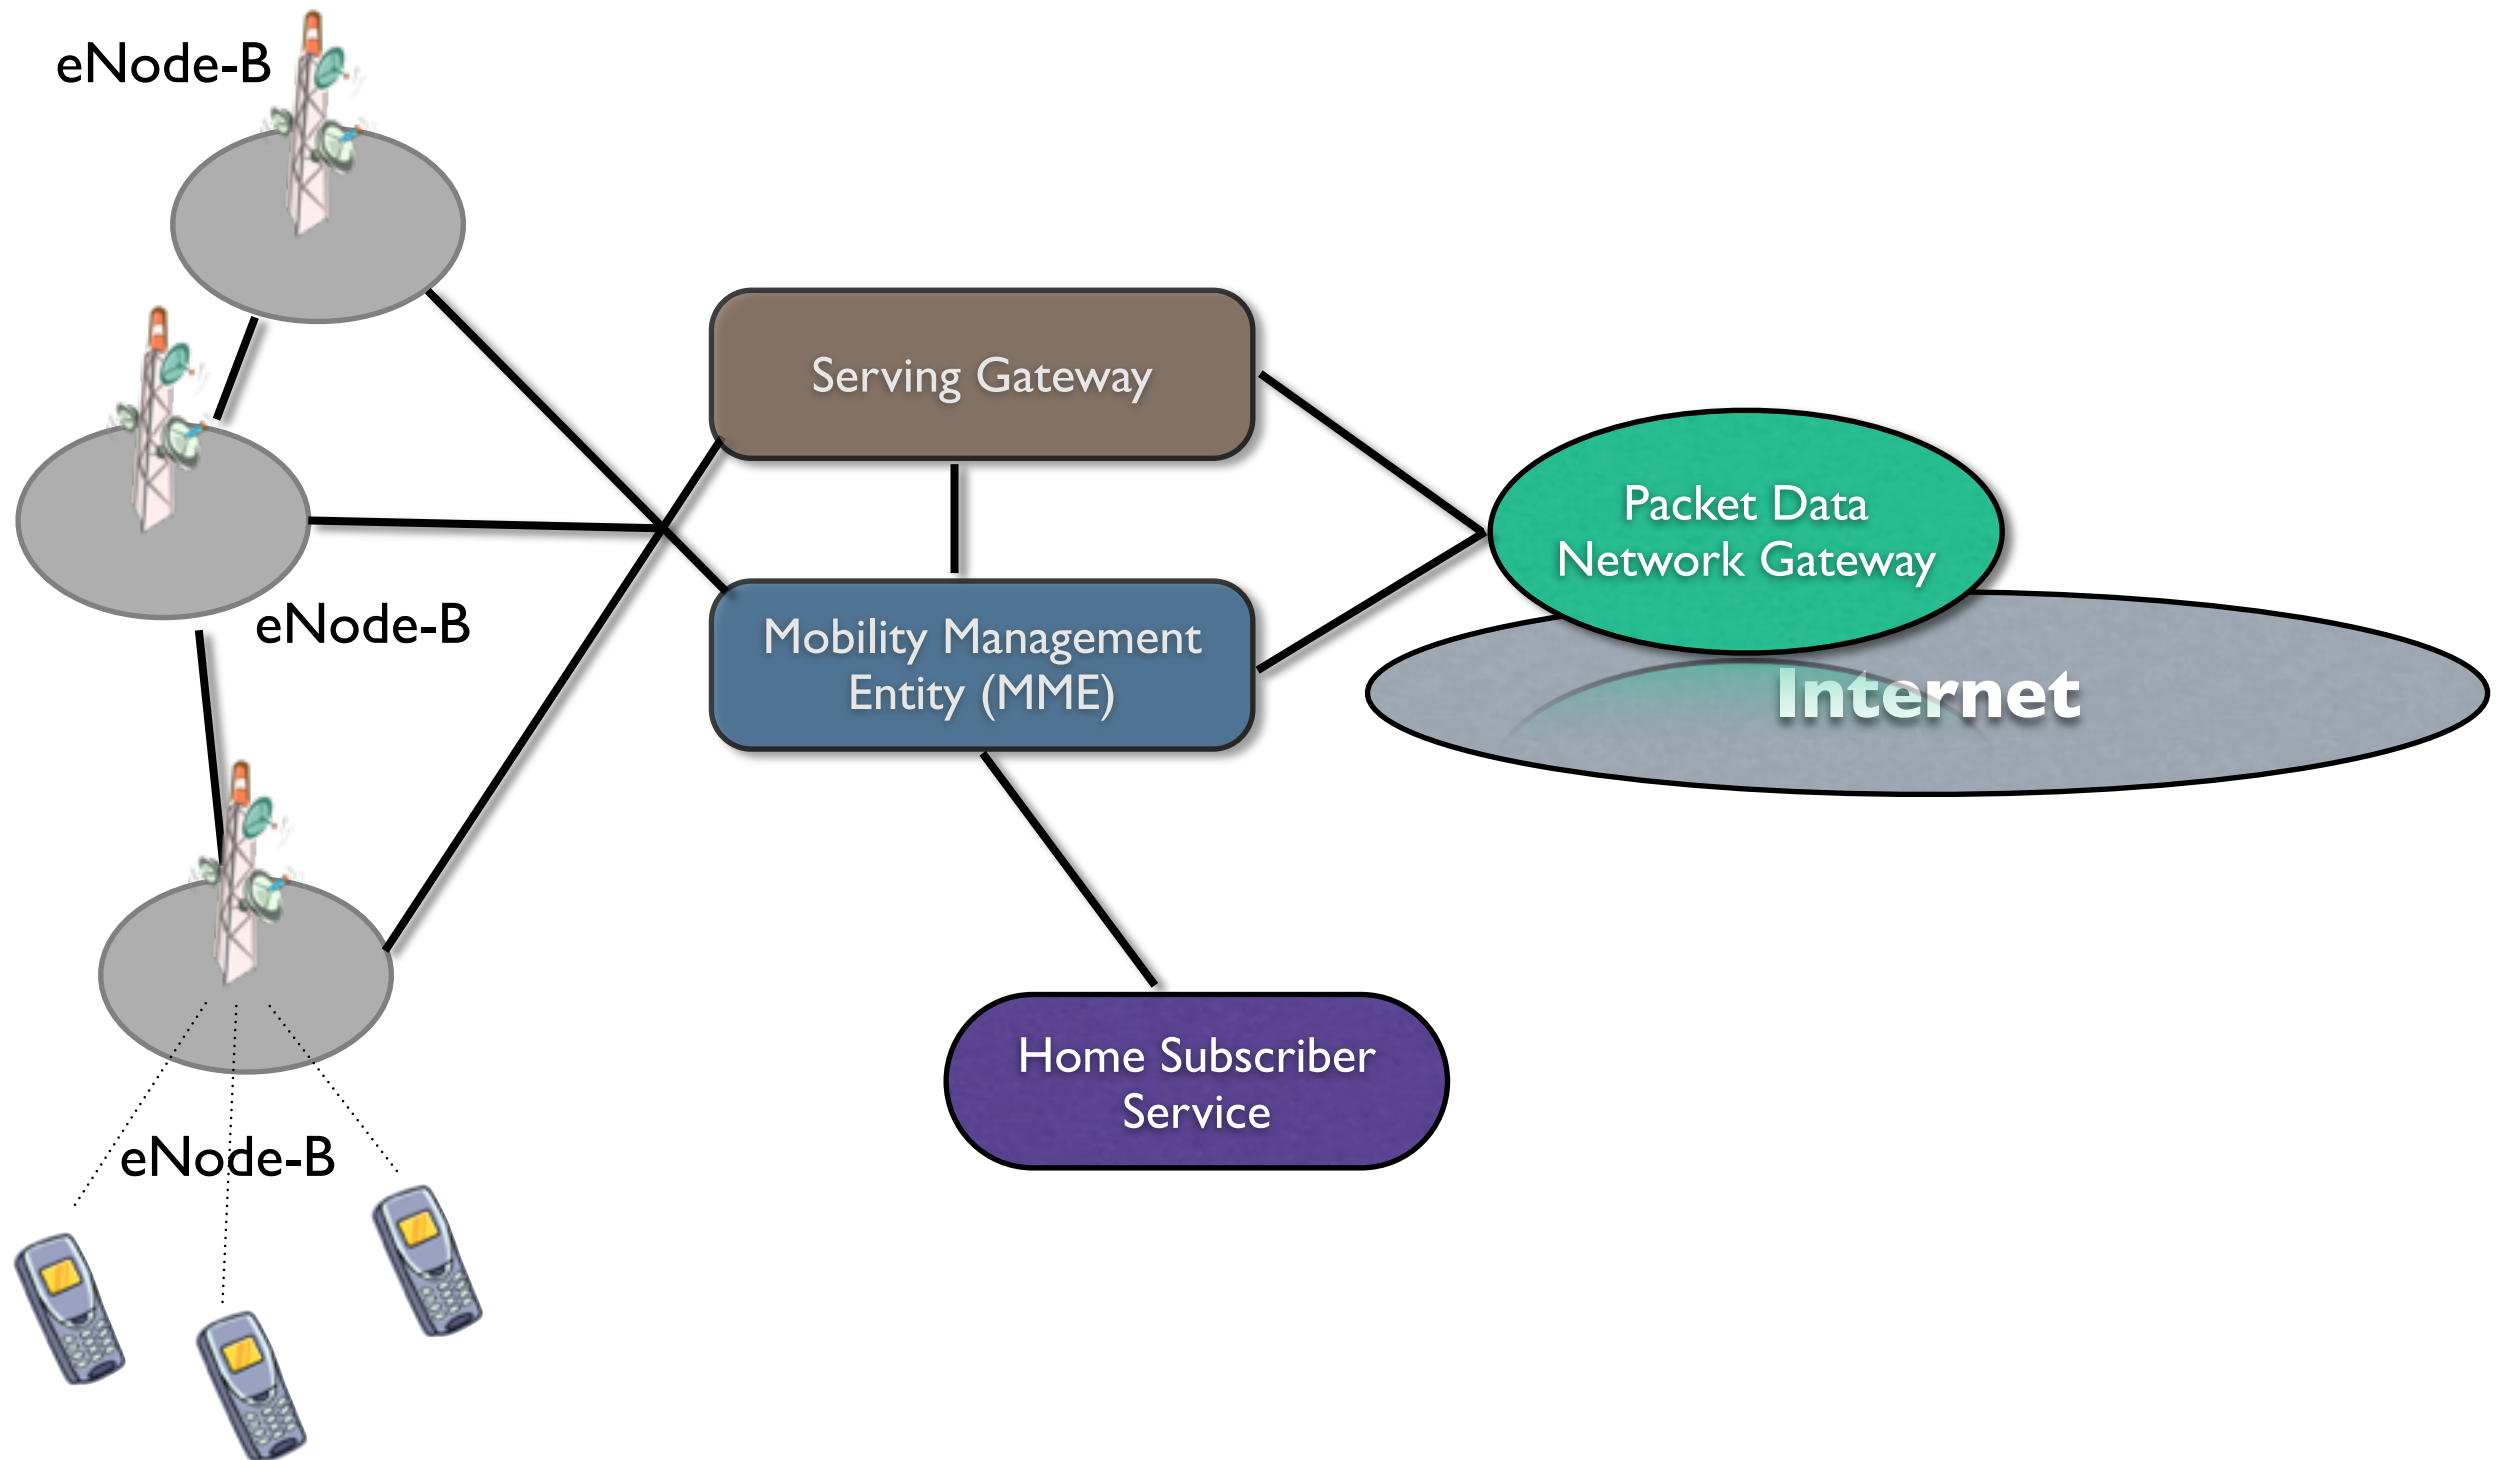 eNode-B
Serving Gateway
Packet Data
Network Gateway
eNode-B
Mobility Management
Entity (MME)
Internet
Home Subscriber
Service
eNode-B